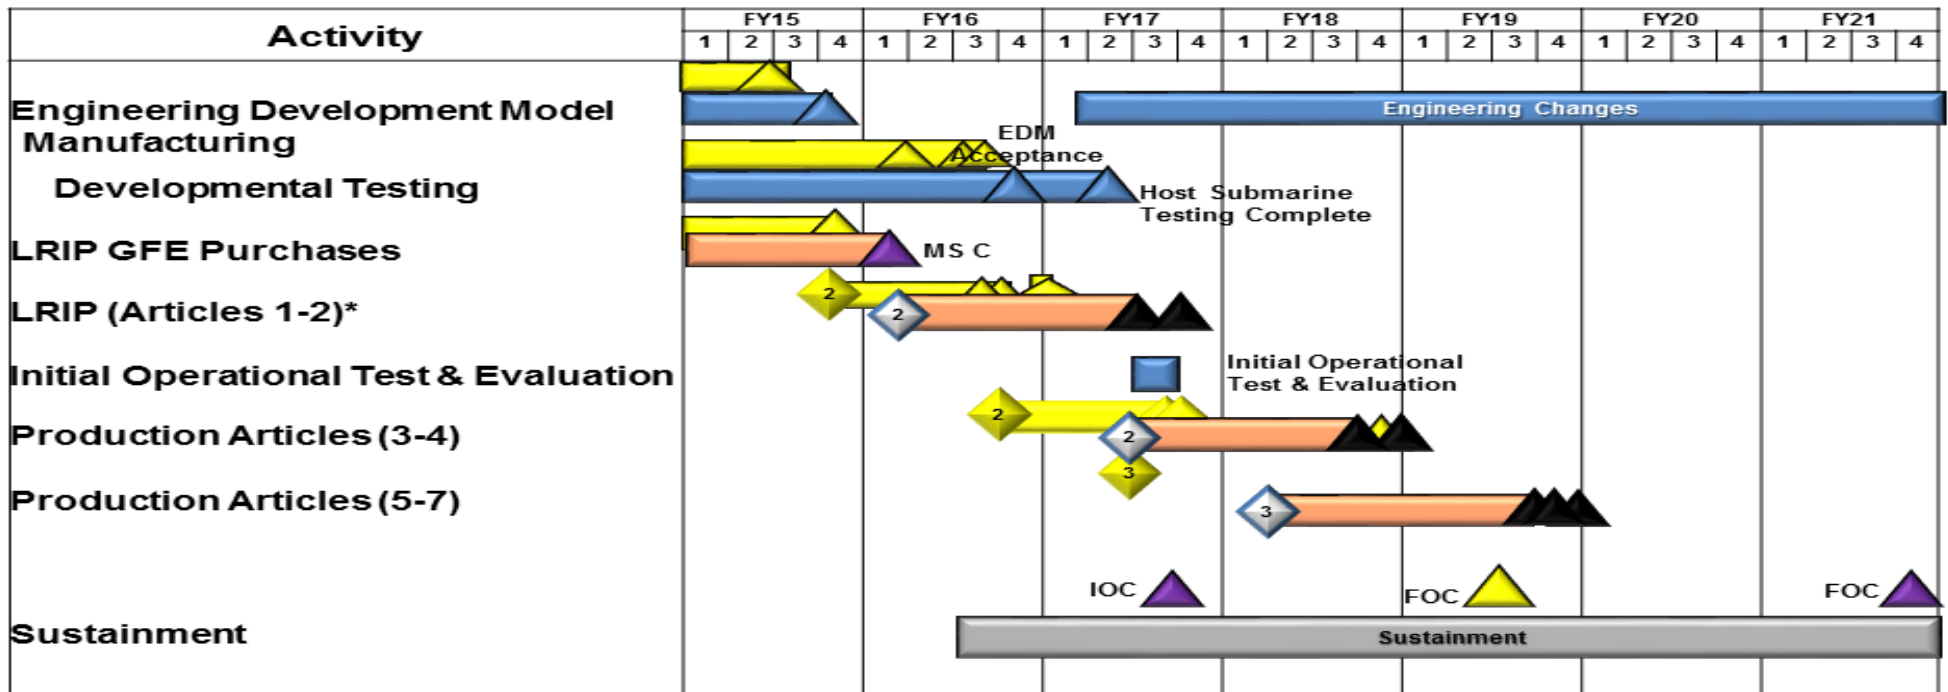 Activity
FY15 FY16 FY17 FY18 FY19 FY20 FY21
1 2 3 4 1 2 3 4 1 2 3 4 1 2 3 4 1 2 3 4 1 2 3 4 1 2 3 4
Engineering Development Model
Manufacturing
Engineering Changes
EDM
Acceptance
Developmental Testing
Host Submarine
Testing Complete
LRIP GFE Purchases
MS C
2
LRIP (Articles 1-2)*
2
Initial Operational Test & Evaluation
Initial Operational
Test & Evaluation
2
Production Articles (3-4)
2
3
Production Articles (5-7)
3
IOC
FOC
FOC
Sustainment
Sustainment